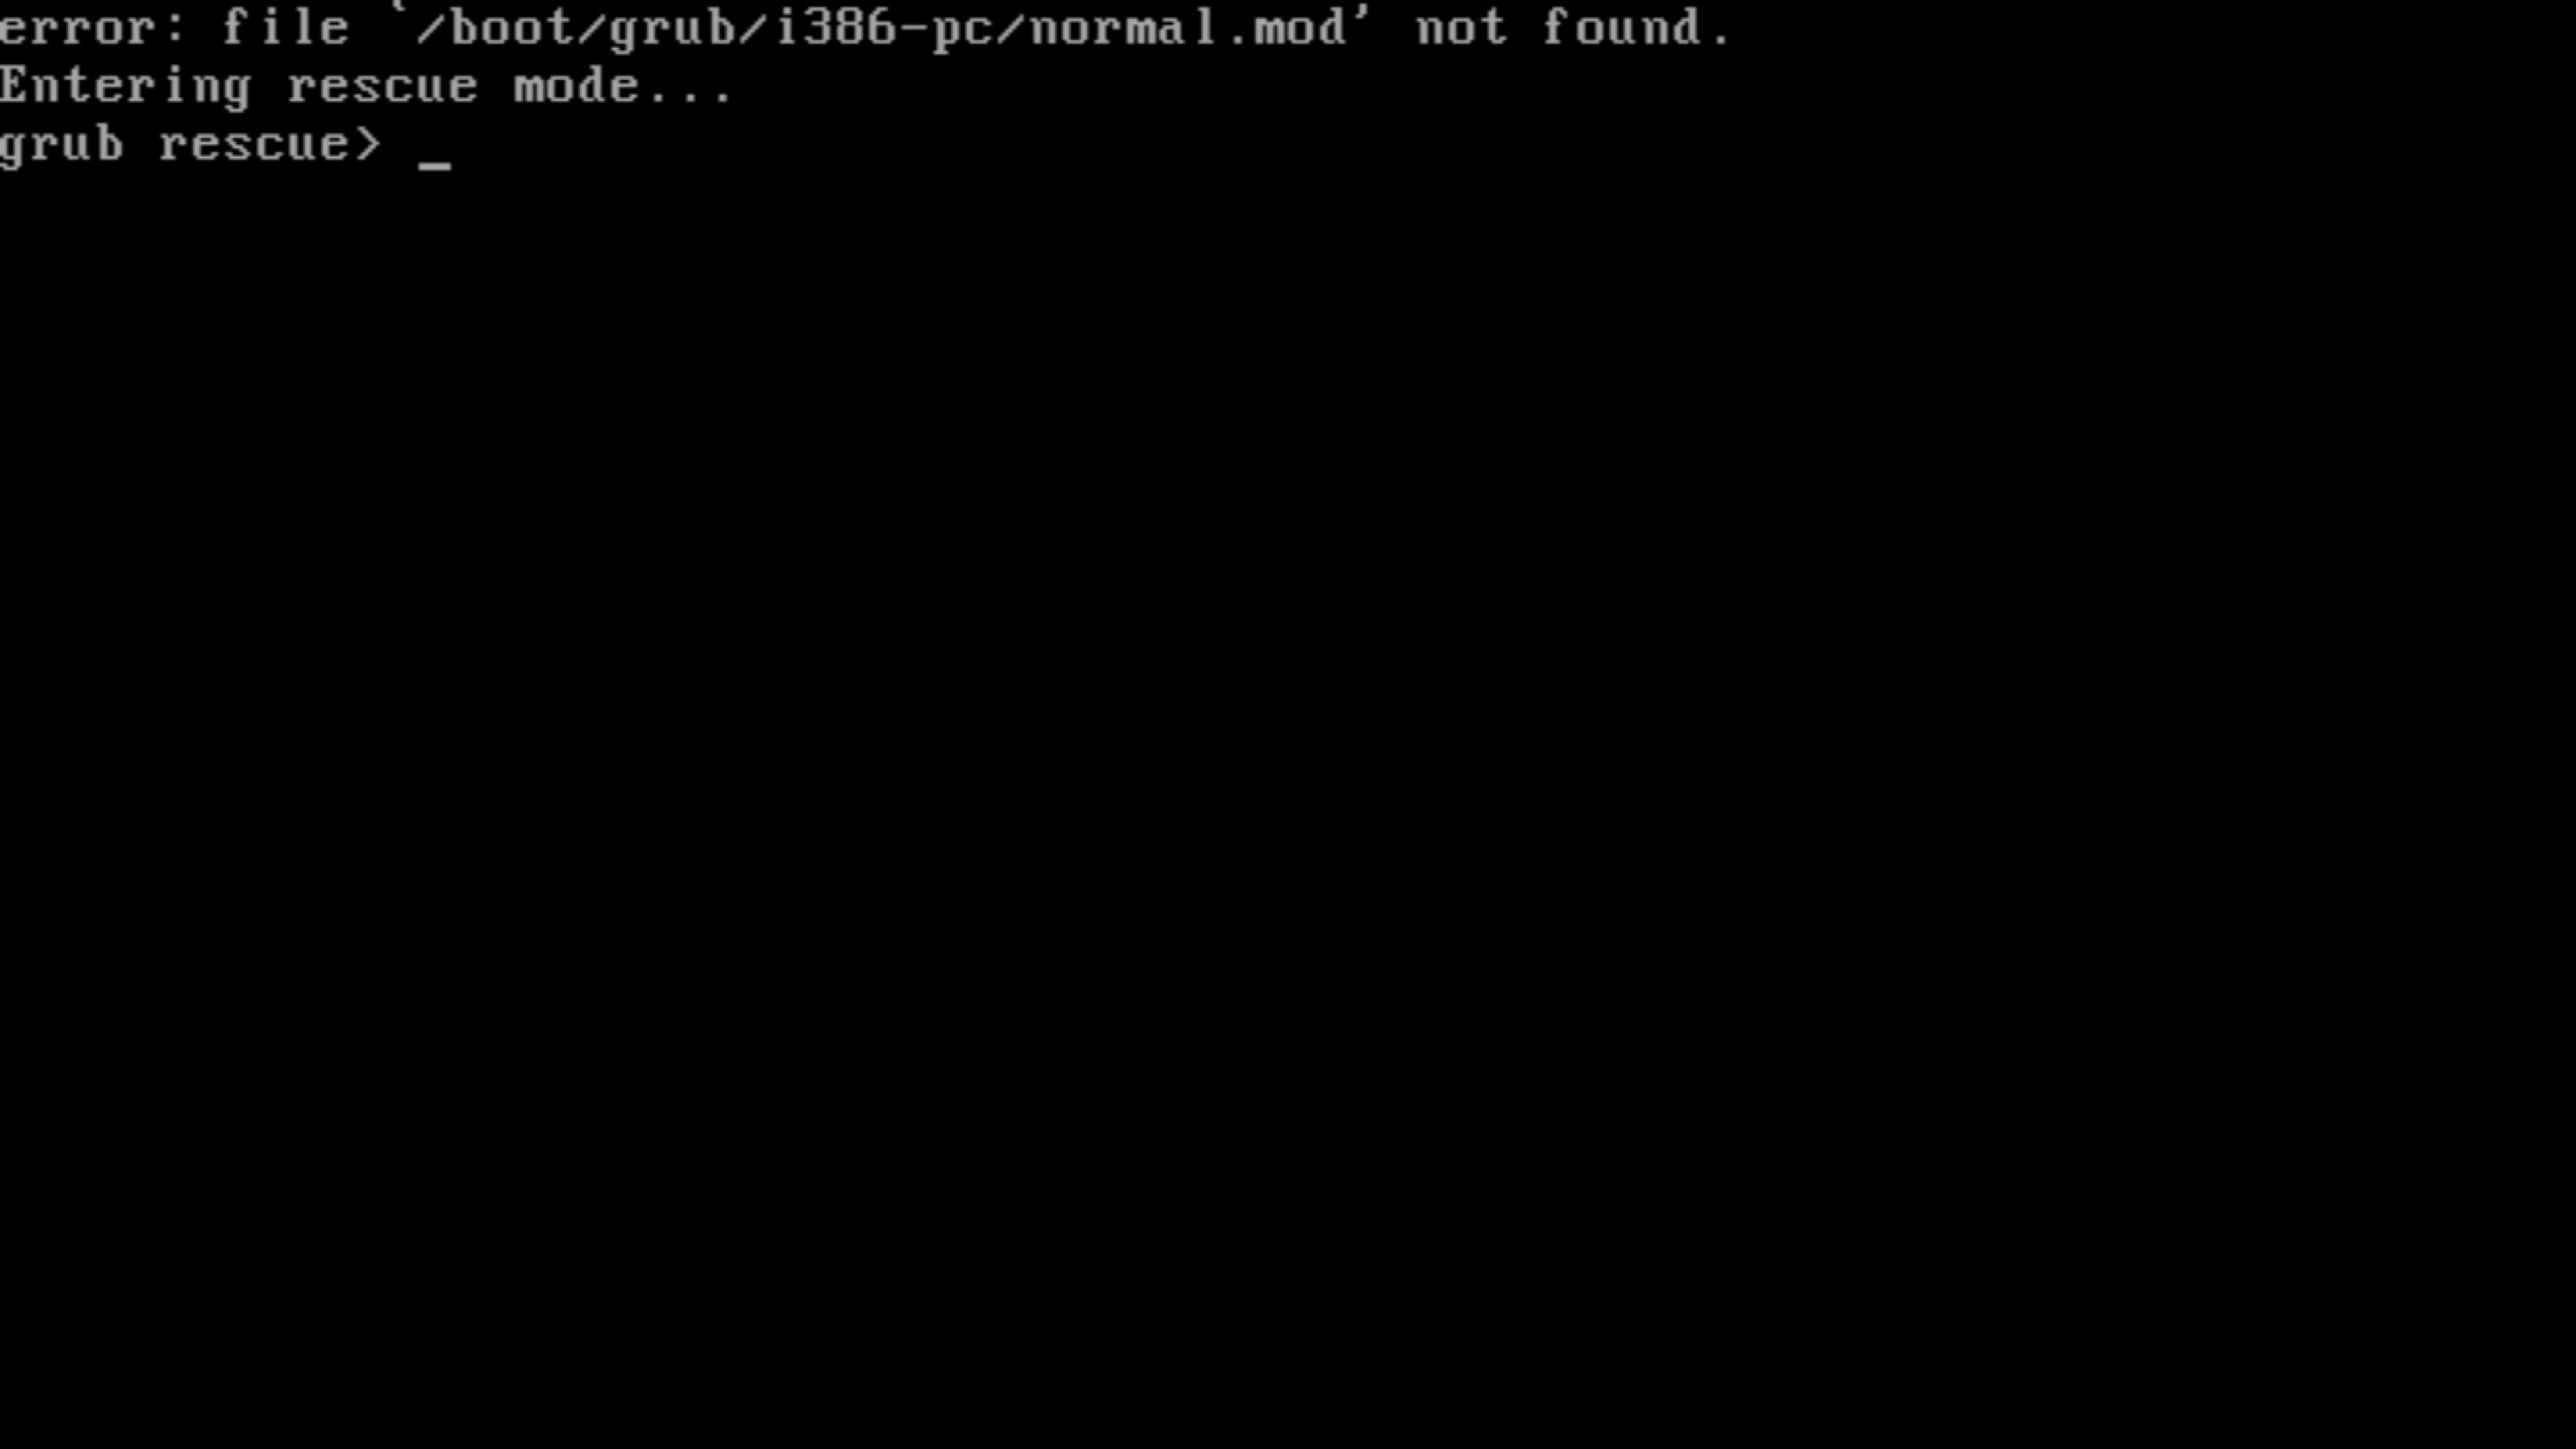 error: file `/boot/grub/i386-pc/normal.mod' not found.
Entering rescue mode...
grub rescue> _